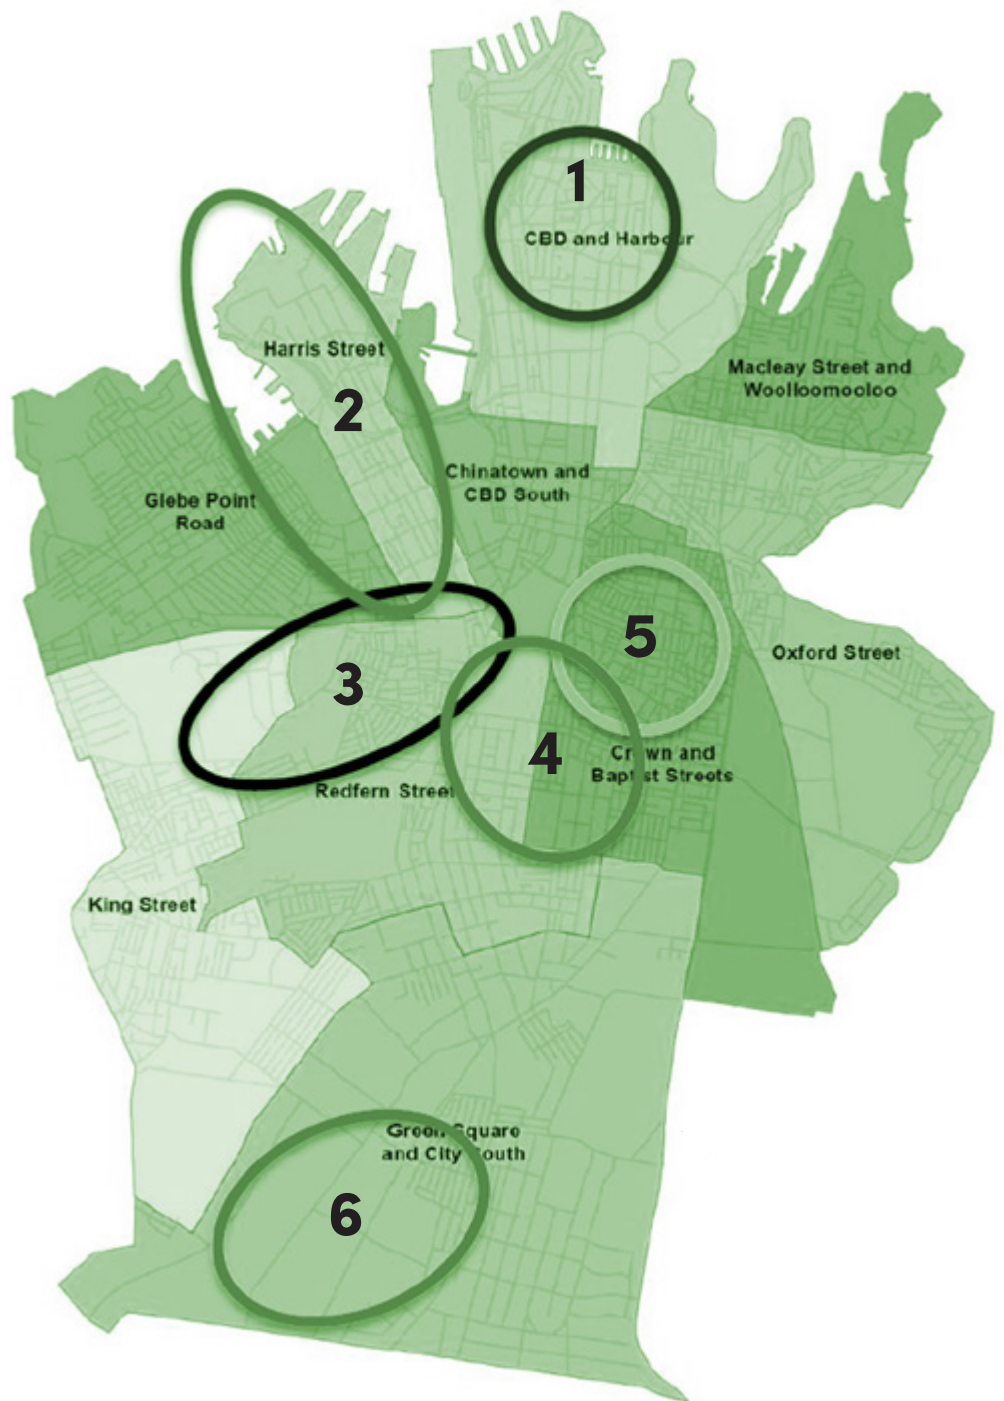 1
CBD and Harbour
Harris Street
2
Macleay Street and
Woolloomooloo
Chinatown and
CBD South
Glebe Point
Road
5
Oxford Street
3
4
Crown and
Baptist Streets
Redfern Street
King Street
Green Square
and City South
6